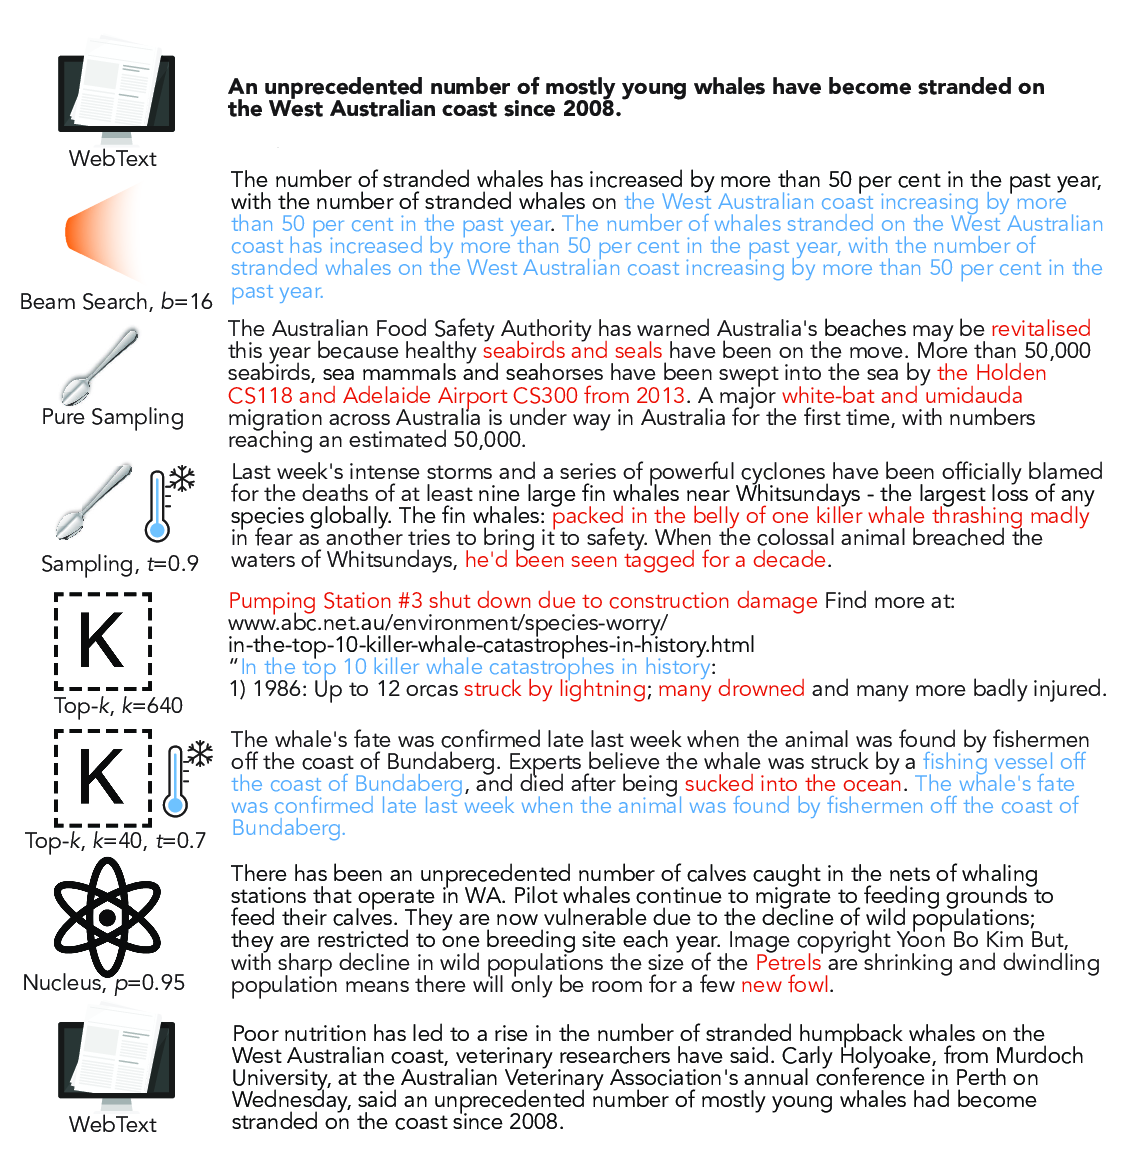 An unprecedented number of mostly young whales have become stranded on
the West Australian coast since 2008.
WebText
The number of stranded whales has increased by more than 50 per cent in the past year,
with the number of stranded whales on the West Australian coast increasing by more
than 50 per cent in the past year. The number of whales stranded on the West Australian
coast has increased by more than 50 per cent in the past year, with the number of
stranded whales on the West Australian coast increasing by more than 50 per cent in the
past year.
Beam Search, b=16
The Australian Food Safety Authority has warned Australia's beaches may be revitalised
this year because healthy seabirds and seals have been on the move. More than 50,000
seabirds, sea mammals and seahorses have been swept into the sea by the Holden
CS118 and Adelaide Airport CS300 from 2013. A major white-bat and umidauda
migration across Australia is under way in Australia for the first time, with numbers
reaching an estimated 50,000.
Pure Sampling
Last week's intense storms and a series of powerful cyclones have been officially blamed
for the deaths of at least nine large fin whales near Whitsundays - the largest loss of any
species globally. The fin whales: packed in the belly of one killer whale thrashing madly
in fear as another tries to bring it to safety. When the colossal animal breached the
waters of Whitsundays, he'd been seen tagged for a decade.
Sampling, t=0.9
Pumping Station #3 shut down due to construction damage Find more at:
www.abc.net.au/environment/species-worry/
in-the-top-10-killer-whale-catastrophes-in-history.html
“In the top 10 killer whale catastrophes in history:
1) 1986: Up to 12 orcas struck by lightning; many drowned and many more badly injured.
K
Top-k, k=640
The whale's fate was confirmed late last week when the animal was found by fishermen
off the coast of Bundaberg. Experts believe the whale was struck by a fishing vessel off
the coast of Bundaberg, and died after being sucked into the ocean. The whale's fate
was confirmed late last week when the animal was found by fishermen off the coast of
Bundaberg.
K
Top-k, k=40, t=0.7
There has been an unprecedented number of calves caught in the nets of whaling
stations that operate in WA. Pilot whales continue to migrate to feeding grounds to
feed their calves. They are now vulnerable due to the decline of wild populations;
they are restricted to one breeding site each year. Image copyright Yoon Bo Kim But,
with sharp decline in wild populations the size of the Petrels are shrinking and dwindling
population means there will only be room for a few new fowl.
Nucleus, p=0.95
Poor nutrition has led to a rise in the number of stranded humpback whales on the
West Australian coast, veterinary researchers have said. Carly Holyoake, from Murdoch
University, at the Australian Veterinary Association's annual conference in Perth on
Wednesday, said an unprecedented number of mostly young whales had become
stranded on the coast since 2008.
WebText